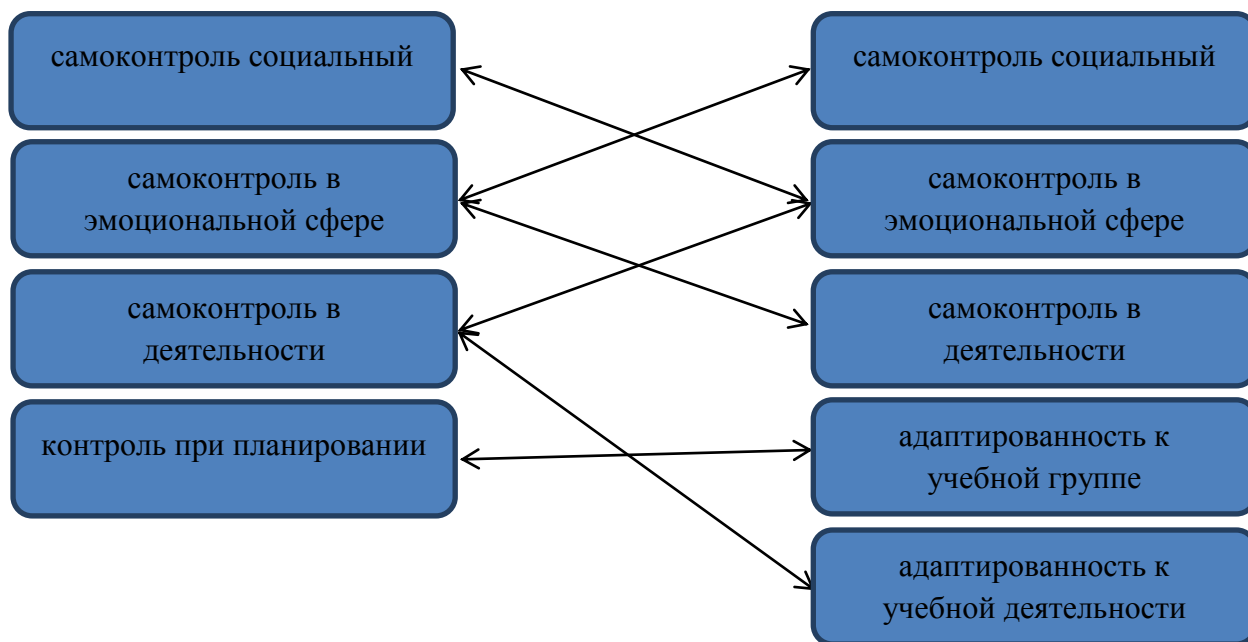 самоконтроль социальный
самоконтроль в
эмоциональной сфере
самоконтроль в
деятельности
контроль при планировании
самоконтроль социальный
самоконтроль в
эмоциональной сфере
самоконтроль в
деятельности
адаптированность к
учебной группе
адаптированность к
учебной деятельности